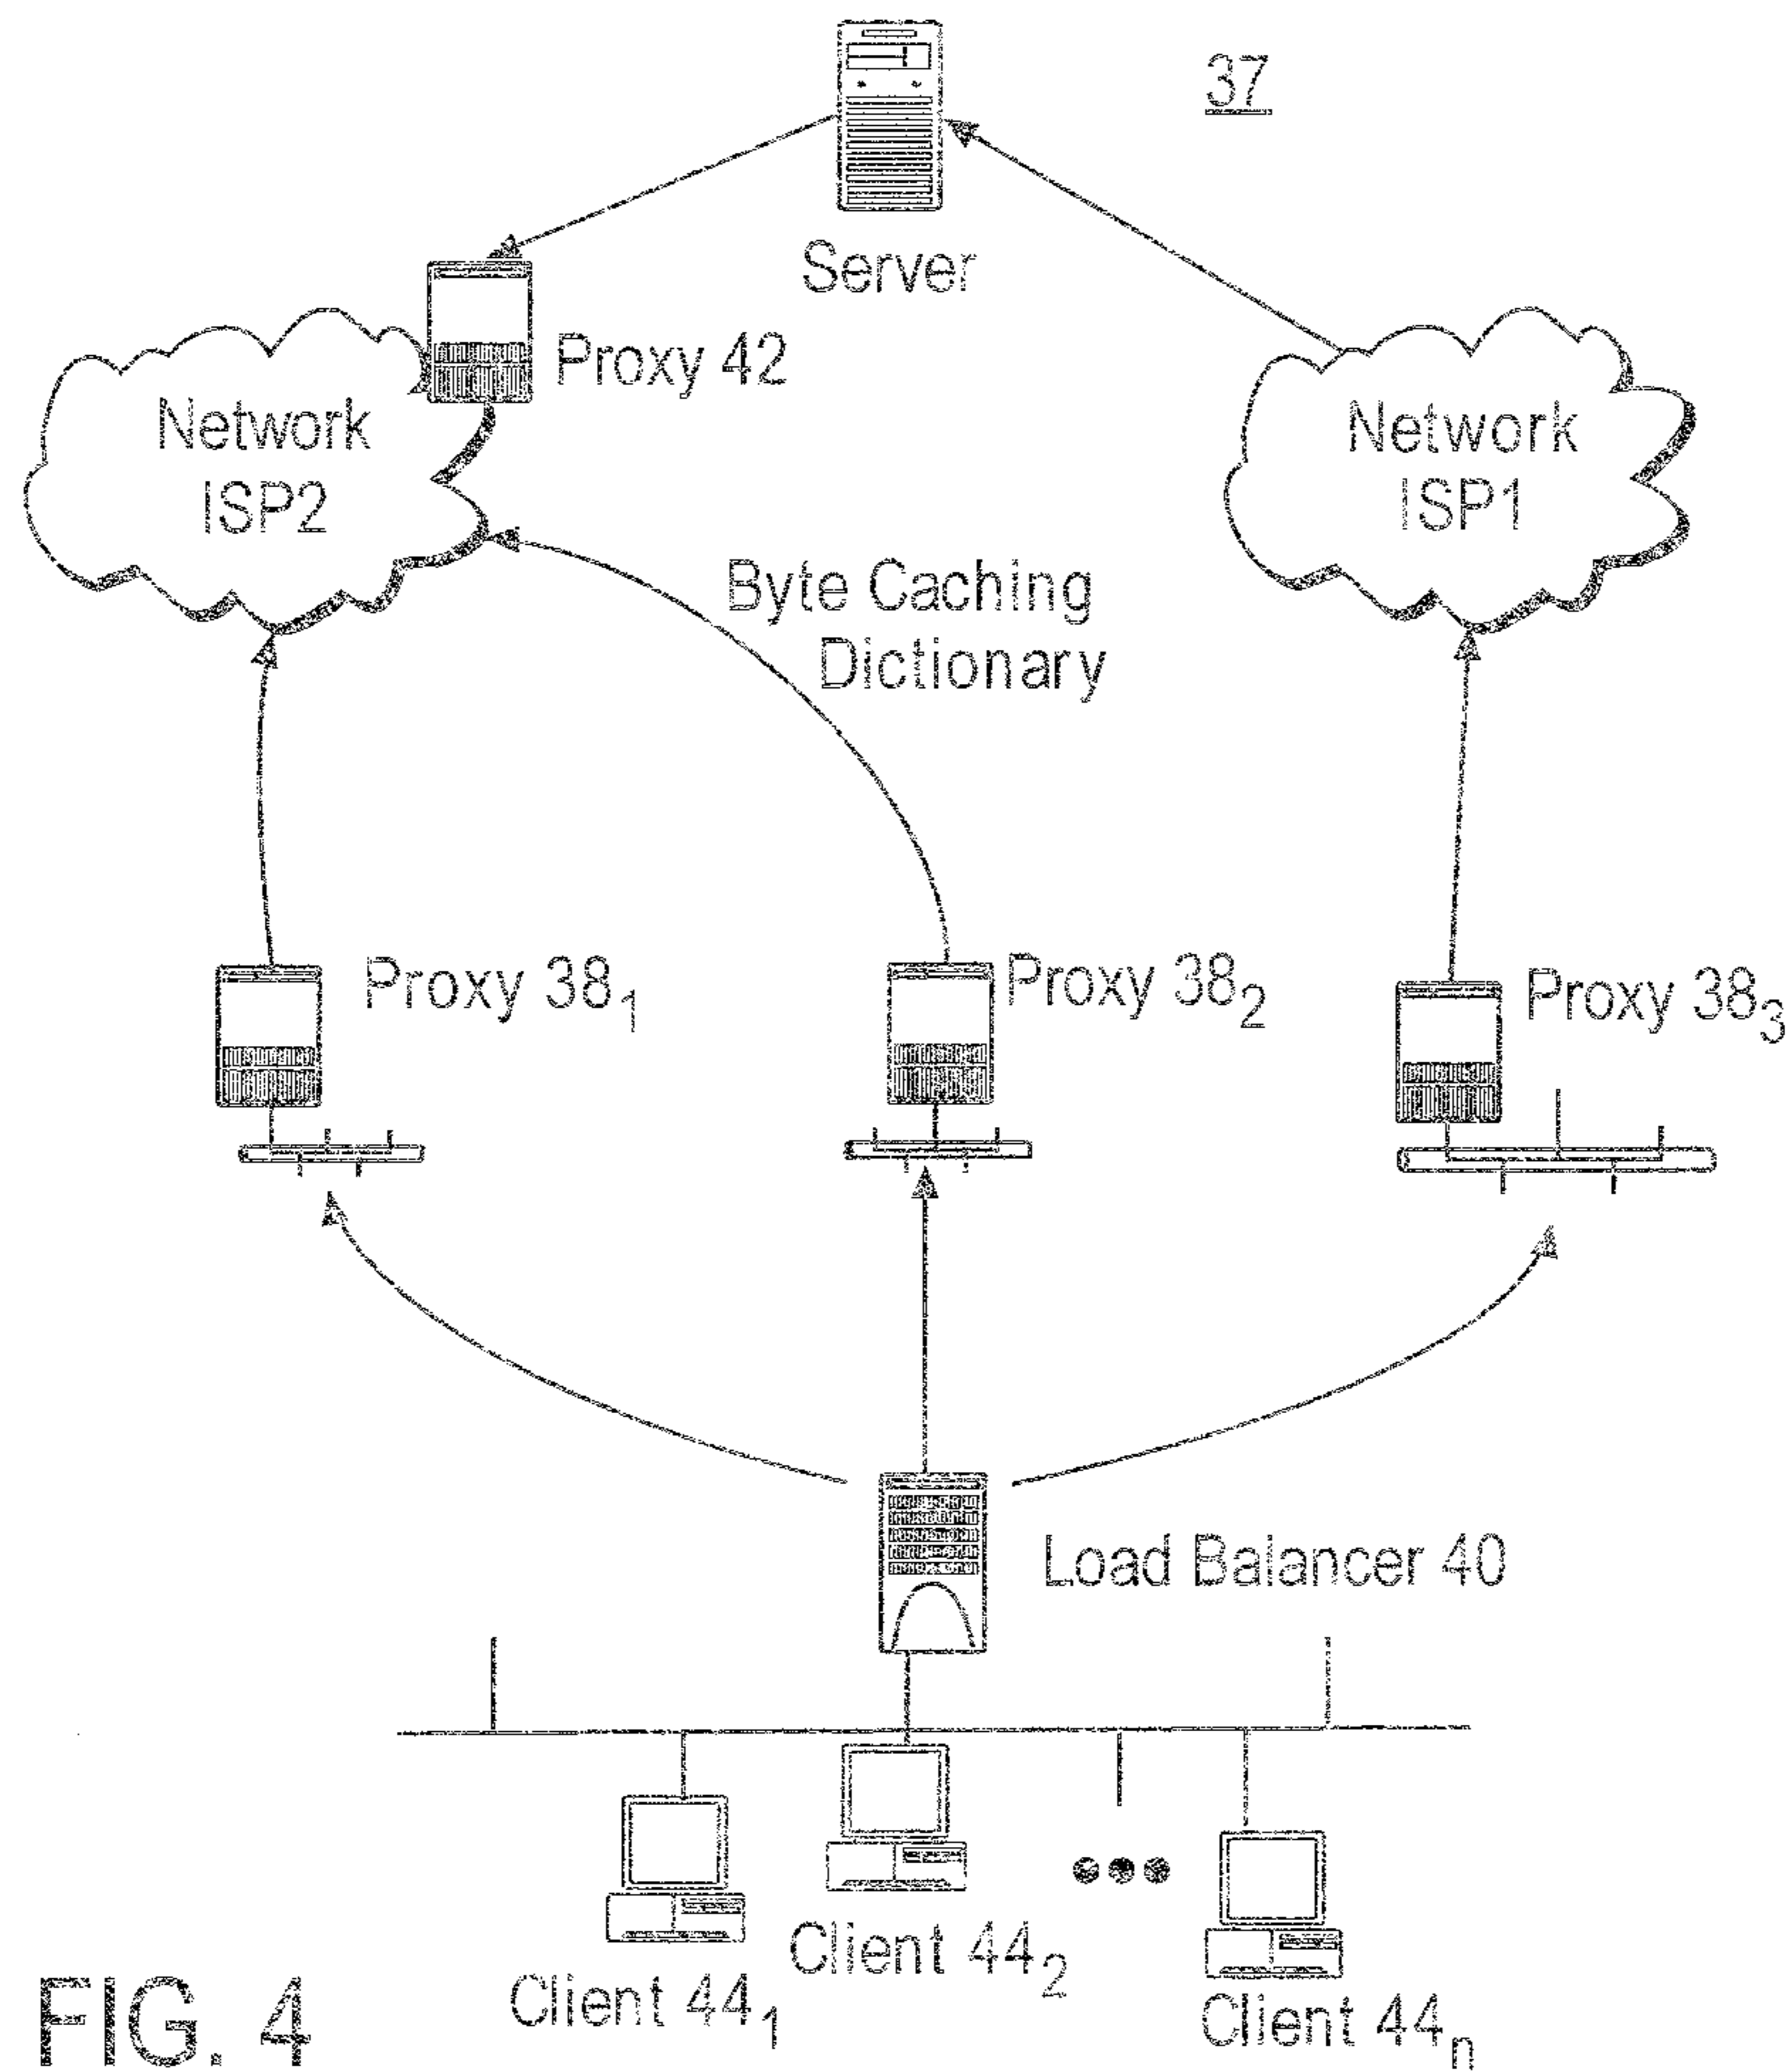 37
Server
Proxy 42
Network
ISP2
Network
ISP1
Byte Caching
Dictionary
Proxy 38₁
Proxy 38₂
Proxy 38₃
Load Balancer 40
Client 44₁
Client 44₂
Client 44ₙ
FIG. 4